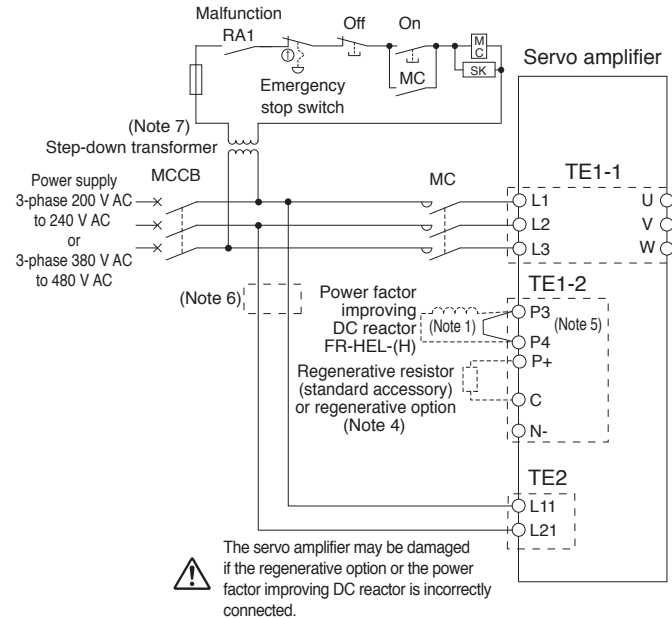 Malfunction
RA1
Off
On
M
C
SK
MC
①
Emergency
stop switch
Servo amplifier
(Note 7)
Step-down transformer
Power supply
3-phase 200 V AC
to 240 V AC
or
3-phase 380 V AC
to 480 V AC
MCCB
MC
TE1-1
L1
L2
L3
U
V
W
(Note 6)
TE1-2
Power factor
improving
DC reactor
FR-HEL-(H)
(Note 1)
P3
P4
(Note 5)
P+
C
N-
Regenerative resistor
(standard accessory)
or regenerative option
(Note 4)
TE2
L11
L21
The servo amplifier may be damaged
if the regenerative option or the power
factor improving DC reactor is incorrectly
connected.